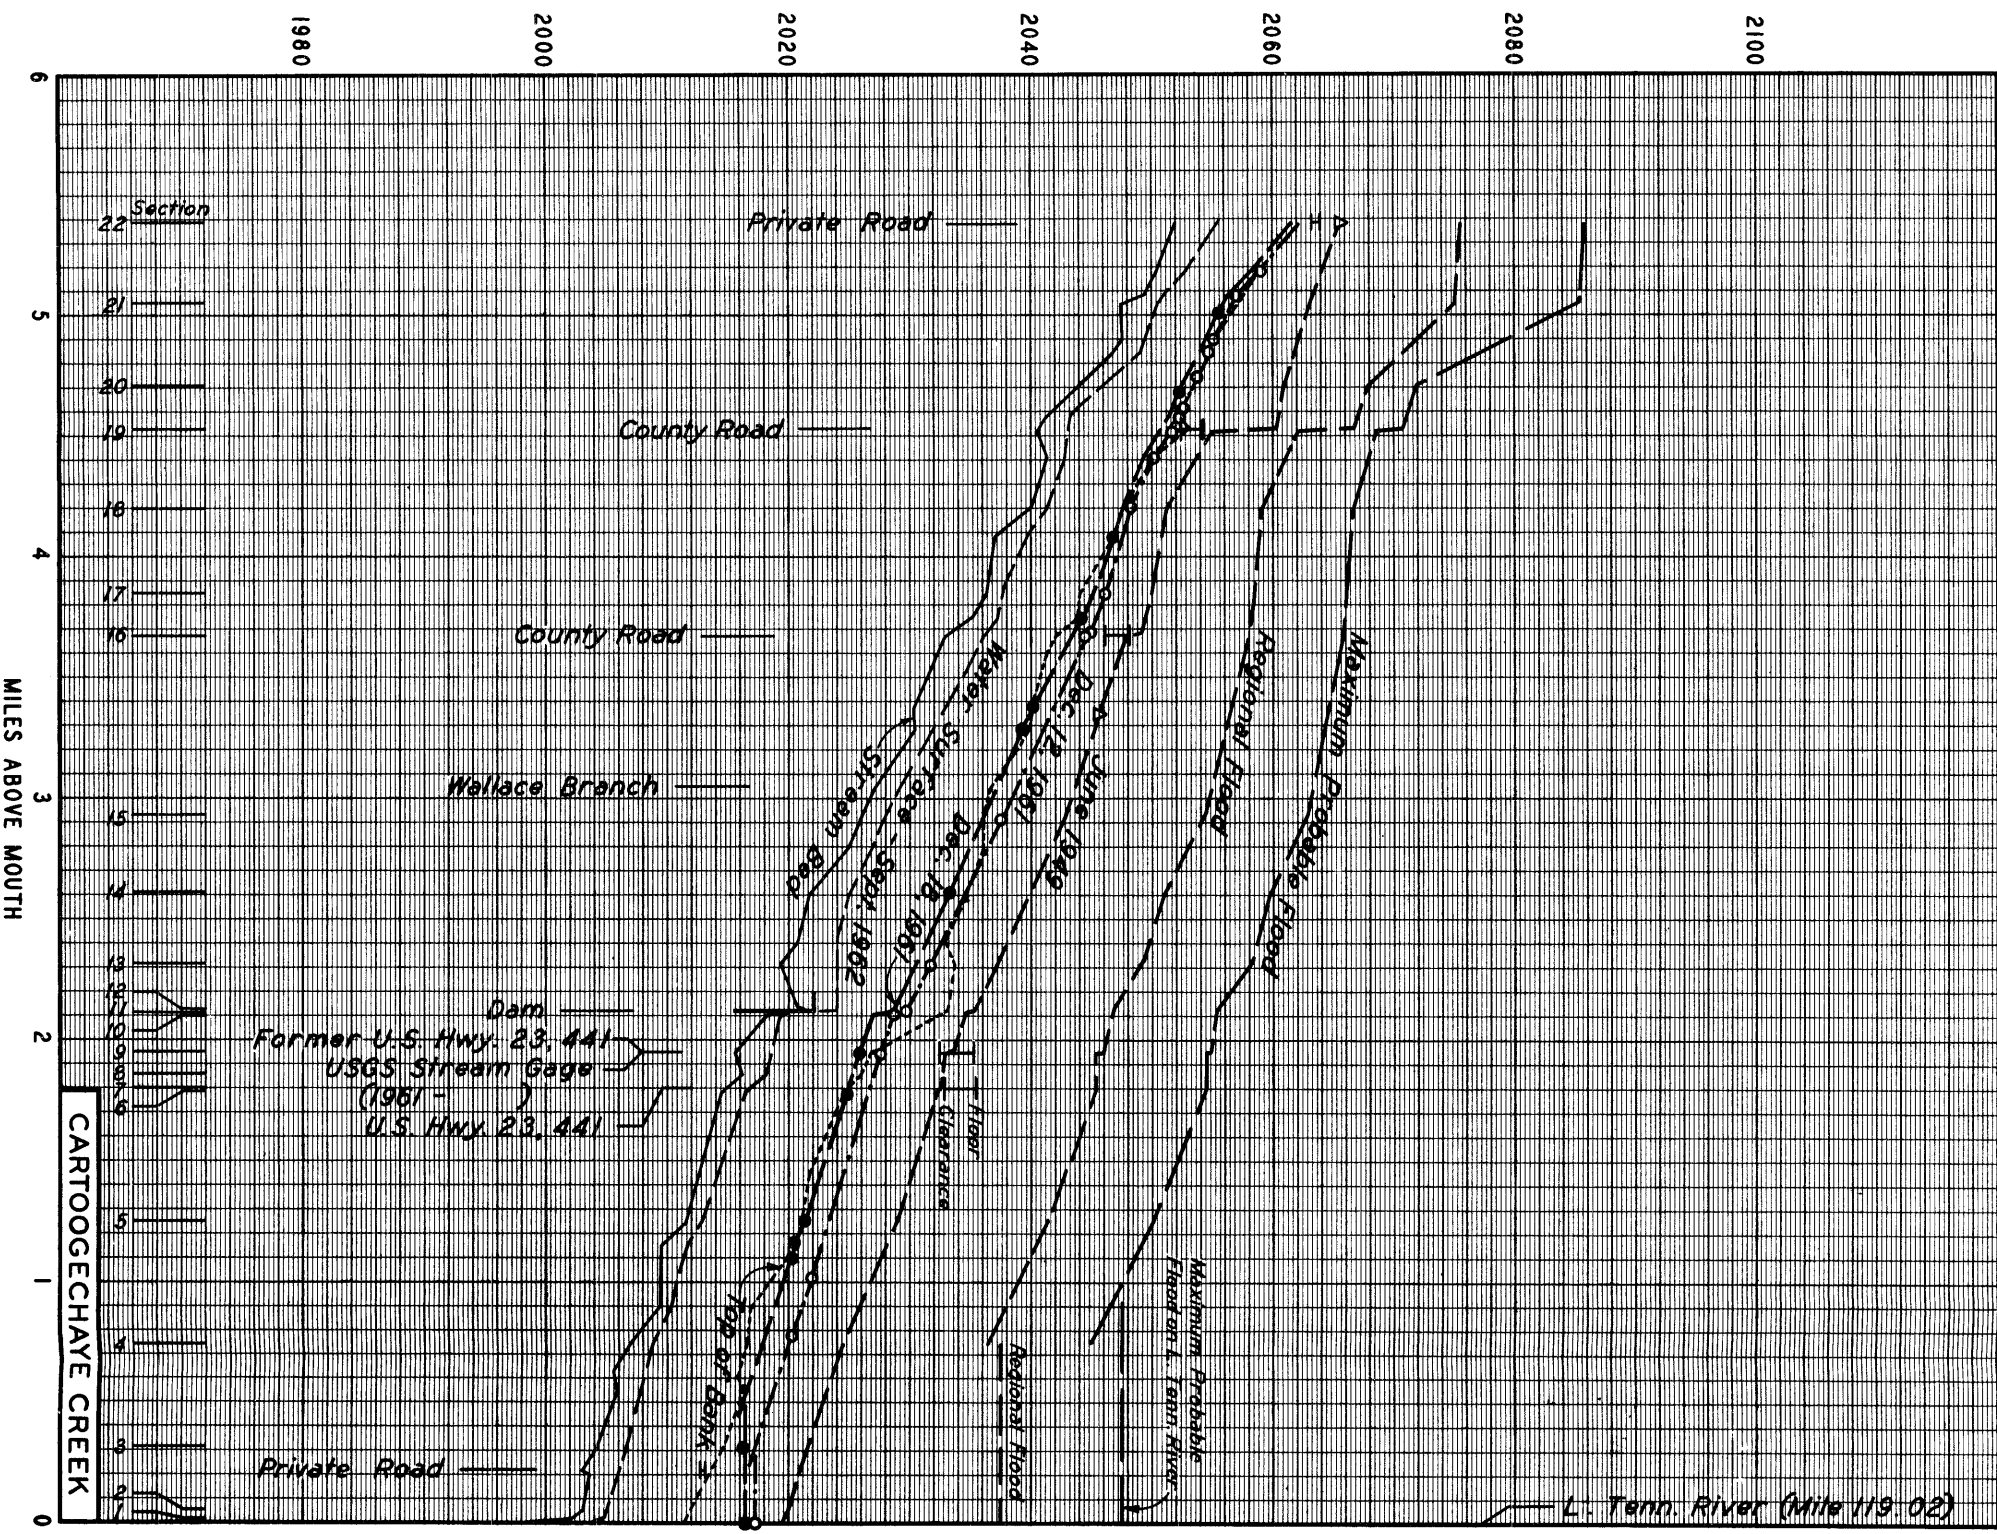 1980
2000
2020
2040
2060
2080
2100
6
5
4
3
2
1
0
MILES ABOVE MOUTH
Section
22
21
20
19
18
17
16
15
14
13
12
11
10
9
8
7
6
5
4
3
2
1
Private Road
County Road
County Road
Wallace Branch
Dam
Former U.S. Hwy. 23, 441
USGS Stream Gage
(1961 - )
U.S. Hwy. 23, 441
Private Road
H
Stream Bed
Water Surface - Sept. 1962
Dec. 18, 1961
Dec. 12, 1961
June 1949
Regional Flood
Maximum Probable Flood
Floor
Clearance
Top of Bank
Regional Flood
Maximum Probable
Flood on L. Tenn. River
L. Tenn. River (Mile 119.02)
CARTOOGECHAYE CREEK